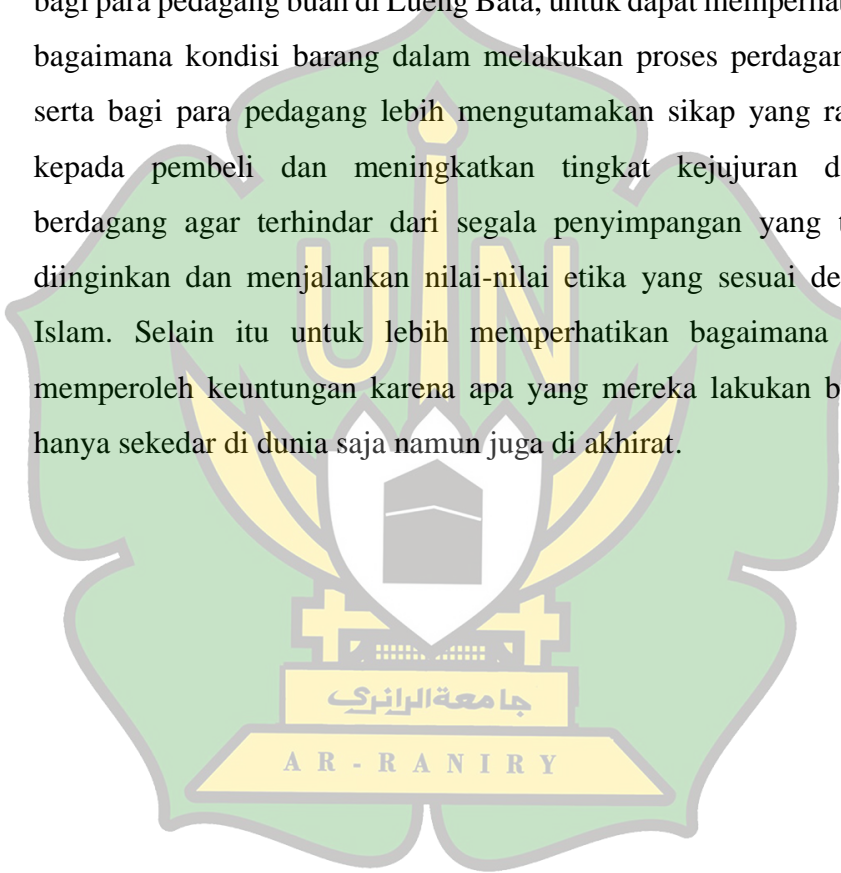 bagi para pedagang buah di Lueng Bata, untuk dapat memperhat
bagaimana kondisi barang dalam melakukan proses perdagan
serta bagi para pedagang lebih mengutamakan sikap yang ra
kepada pembeli dan meningkatkan tingkat kejujuran d
berdagang agar terhindar dari segala penyimpangan yang t
diinginkan dan menjalankan nilai-nilai etika yang sesuai de
Islam. Selain itu untuk lebih memperhatikan bagaimana
memperoleh keuntungan karena apa yang mereka lakukan b
hanya sekedar di dunia saja namun juga di akhirat.
UIN
جامعة الرانري
AR-RANIRY